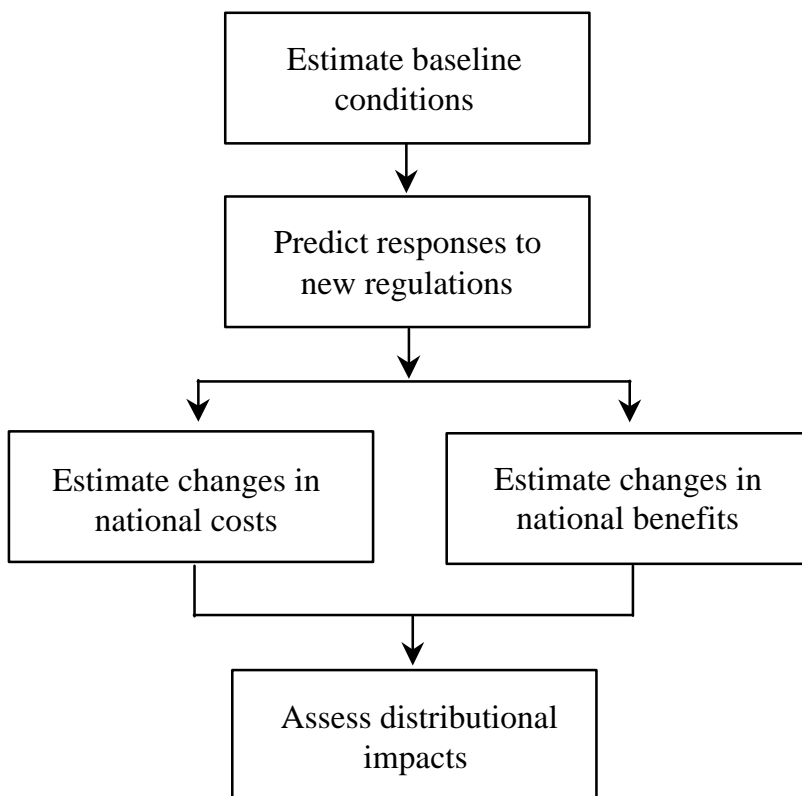 Estimate baseline
conditions
Predict responses to
new regulations
Estimate changes in
national costs
Estimate changes in
national benefits
Assess distributional
impacts